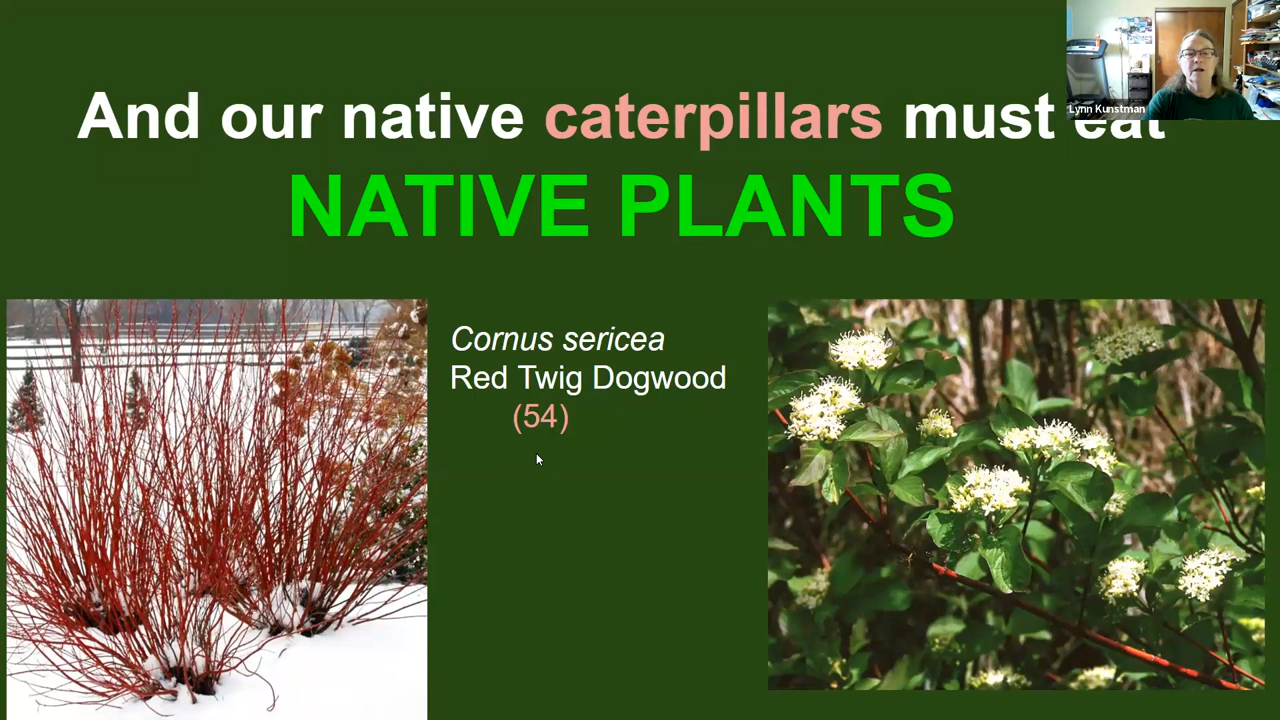 And our native caterpillars must eat
NATIVE PLANTS
Cornus sericea
Red Twig Dogwood
(54)
Lynn Kunstman